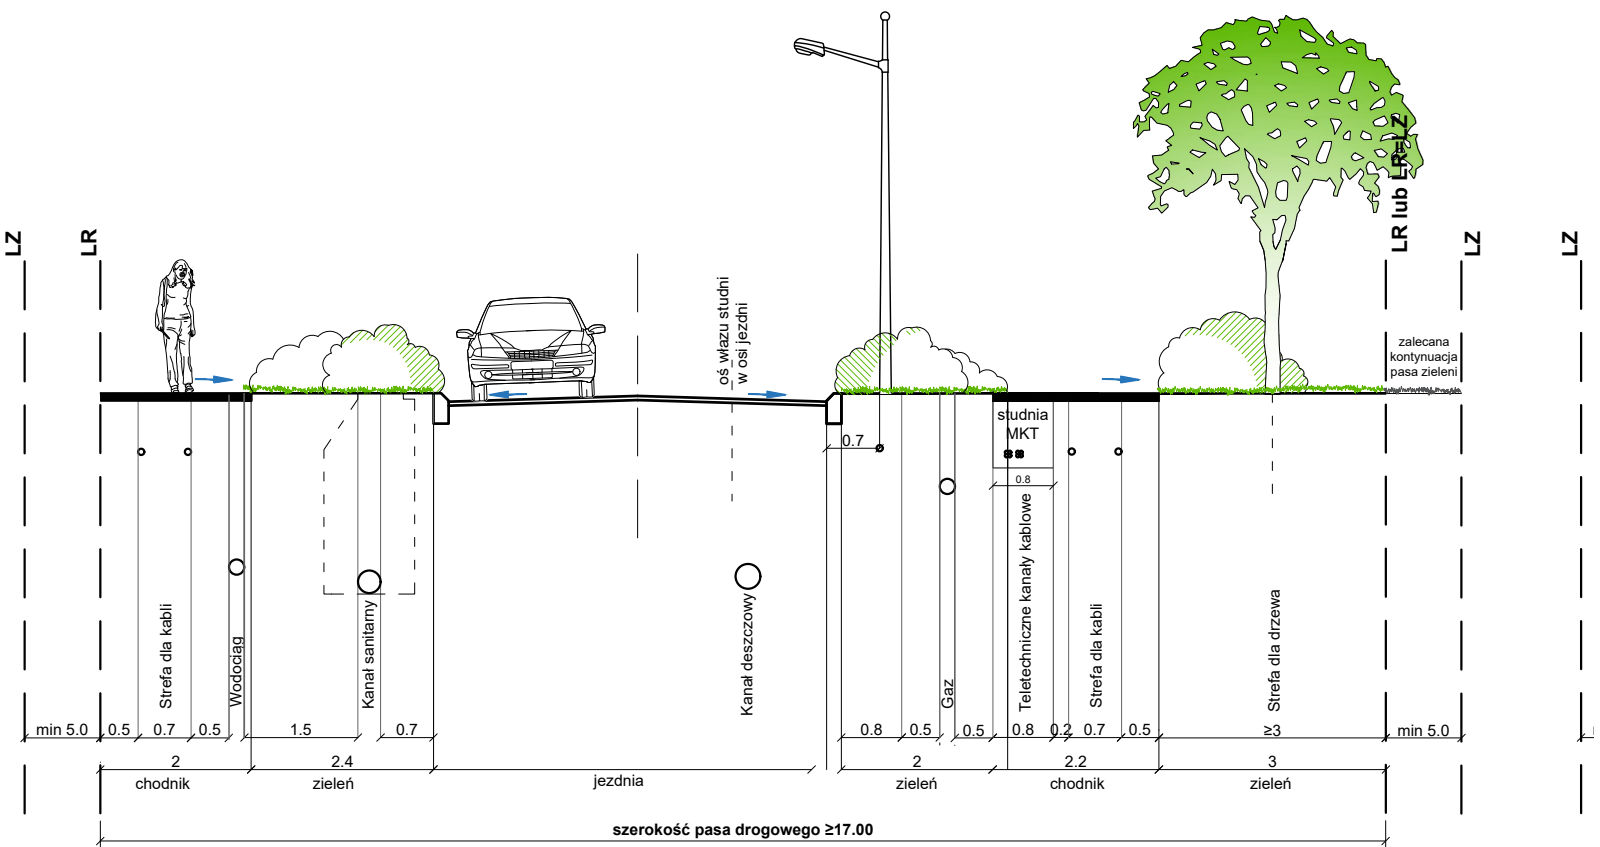 LZ
LR
LR lub LR=LZ
LZ
LZ
oś włazu studni
w osi jezdni
zalecana
kontynuacja
pasa zieleni
studnia
MKT
0.7
0.8
Strefa dla kabli
Wodociąg
Kanał sanitarny
Kanał deszczowy
Gaz
Teletechniczne kanały kablowe
Strefa dla kabli
Strefa dla drzewa
min 5.0
0.5
0.7
0.5
1.5
0.7
0.8
0.5
0.5
0.8
0.2
0.7
0.5
≥3
min 5.0
2
2.4
2
2.2
3
chodnik
zieleń
jezdnia
zieleń
chodnik
zieleń
szerokość pasa drogowego ≥17.00